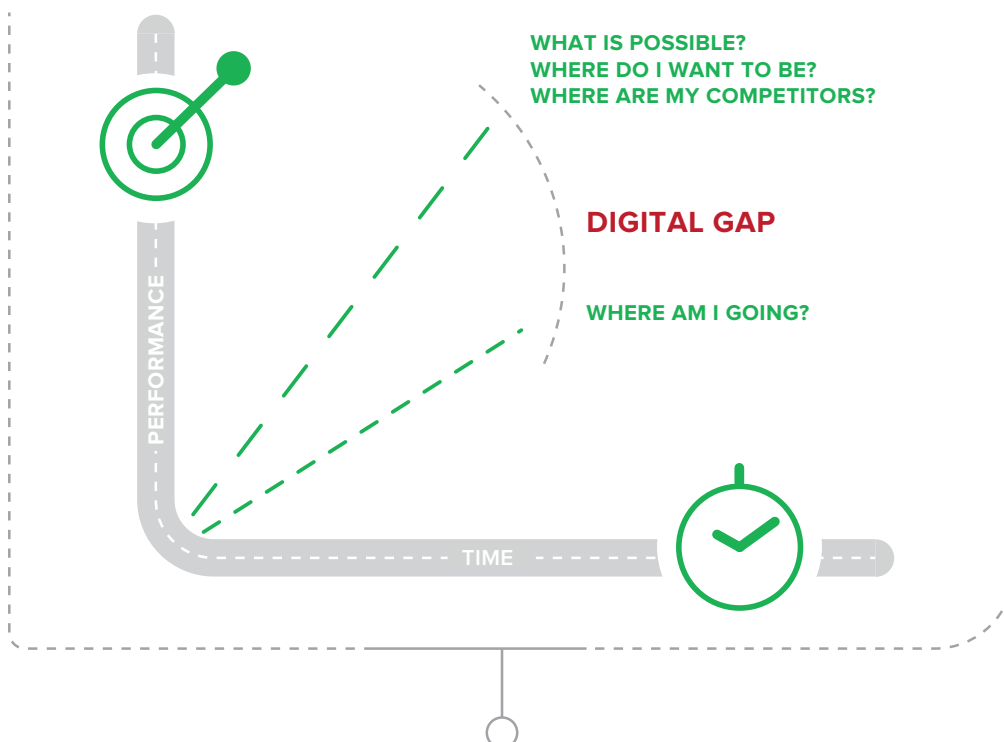 WHAT IS POSSIBLE?
WHERE DO I WANT TO BE?
WHERE ARE MY COMPETITORS?
DIGITAL GAP
WHERE AM I GOING?
PERFORMANCE
TIME